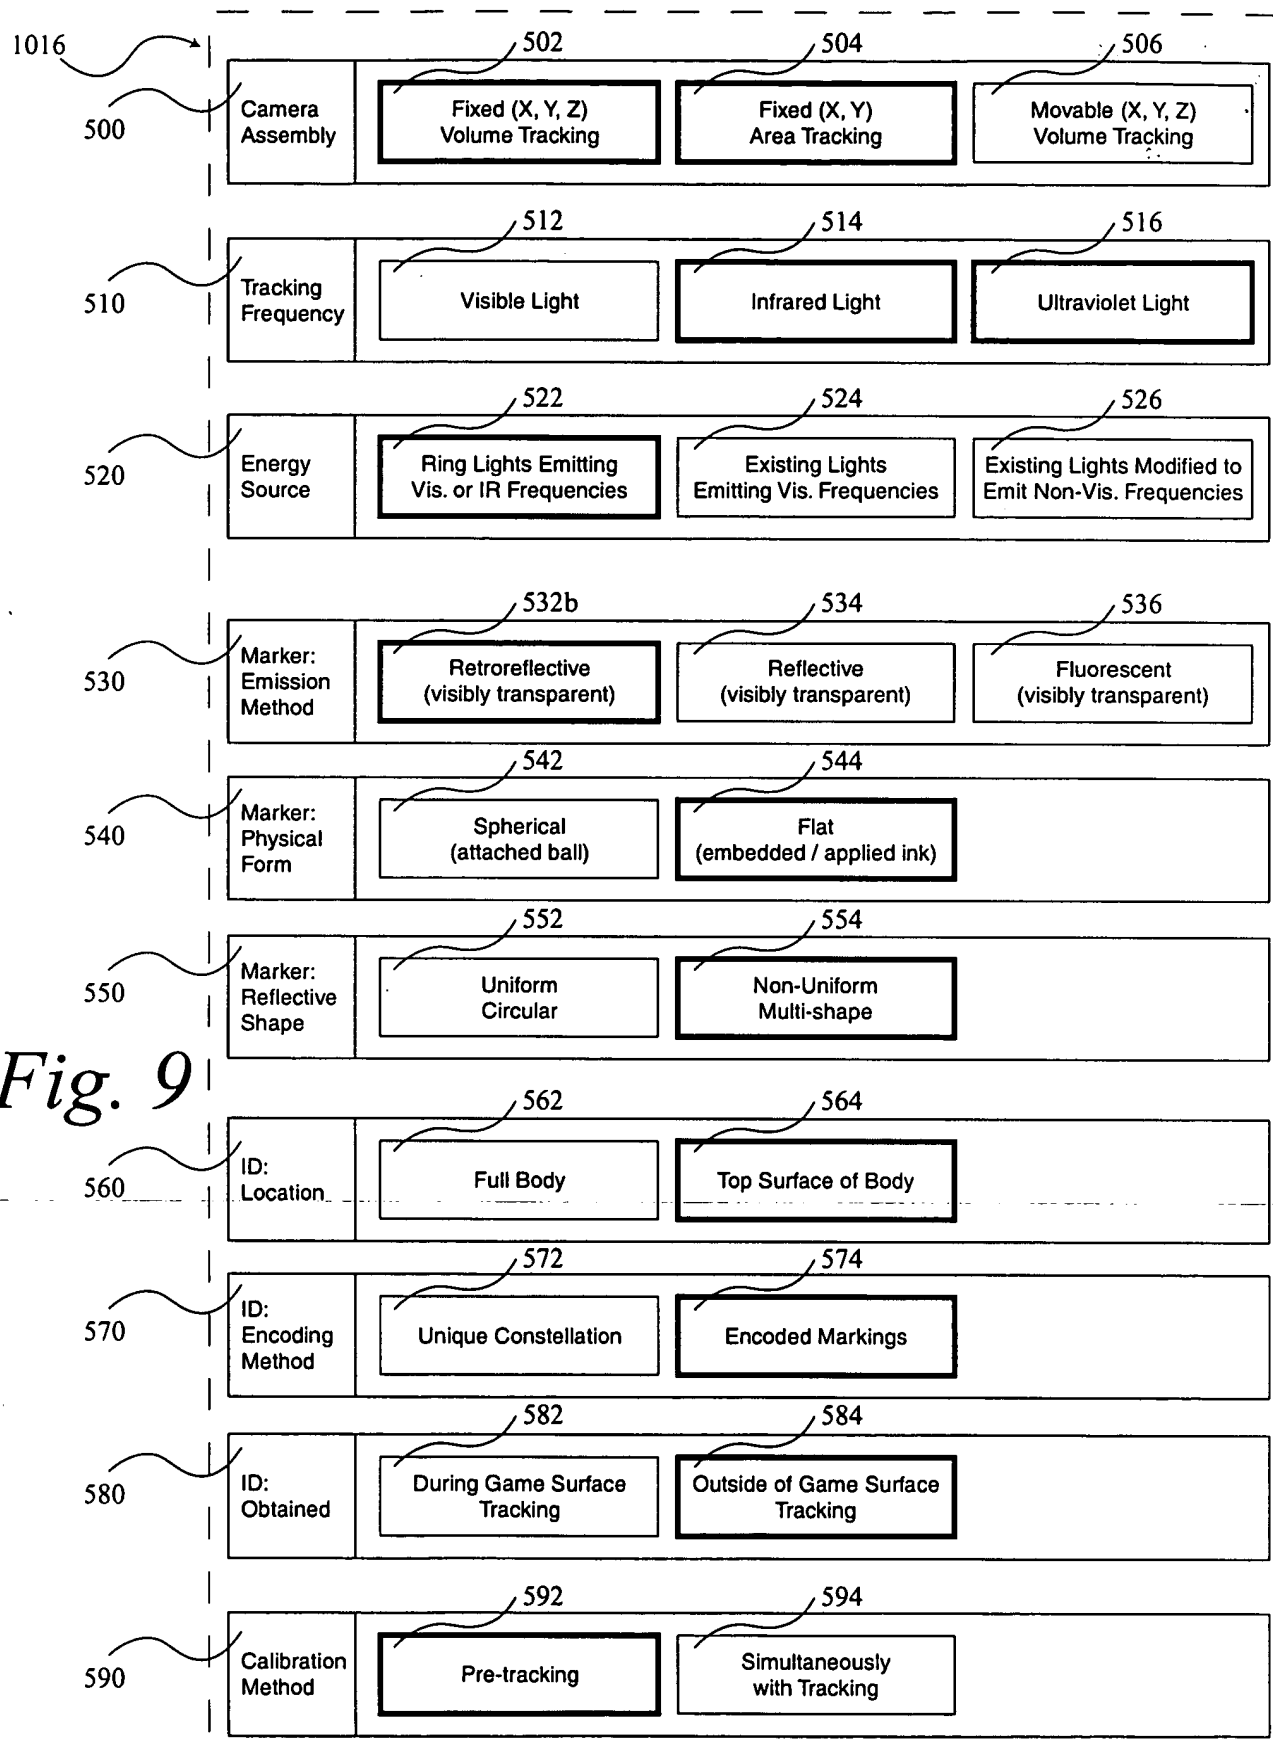 1016
502
504
506
500
Camera
Assembly
Fixed (X, Y, Z)
Volume Tracking
Fixed (X, Y)
Area Tracking
Movable (X, Y, Z)
Volume Tracking
512
514
516
510
Tracking
Frequency
Visible Light
Infrared Light
Ultraviolet Light
522
524
526
520
Energy
Source
Ring Lights Emitting
Vis. or IR Frequencies
Existing Lights
Emitting Vis. Frequencies
Existing Lights Modified to
Emit Non-Vis. Frequencies
532b
534
536
530
Marker:
Emission
Method
Retroreflective
(visibly transparent)
Reflective
(visibly transparent)
Fluorescent
(visibly transparent)
542
544
540
Marker:
Physical
Form
Spherical
(attached ball)
Flat
(embedded / applied ink)
552
554
550
Marker:
Reflective
Shape
Uniform
Circular
Non-Uniform
Multi-shape
Fig. 9
562
564
560
ID:
Location
Full Body
Top Surface of Body
572
574
570
ID:
Encoding
Method
Unique Constellation
Encoded Markings
582
584
580
ID:
Obtained
During Game Surface
Tracking
Outside of Game Surface
Tracking
592
594
590
Calibration
Method
Pre-tracking
Simultaneously
with Tracking